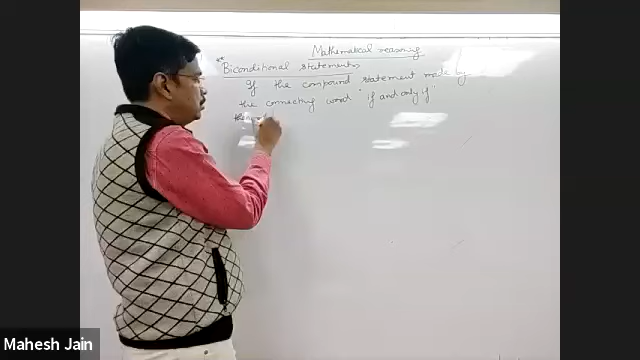 Mathematical reasoning
** Biconditional statements
If the compound statement made by
the connecting word "if and only if"
then
Mahesh Jain